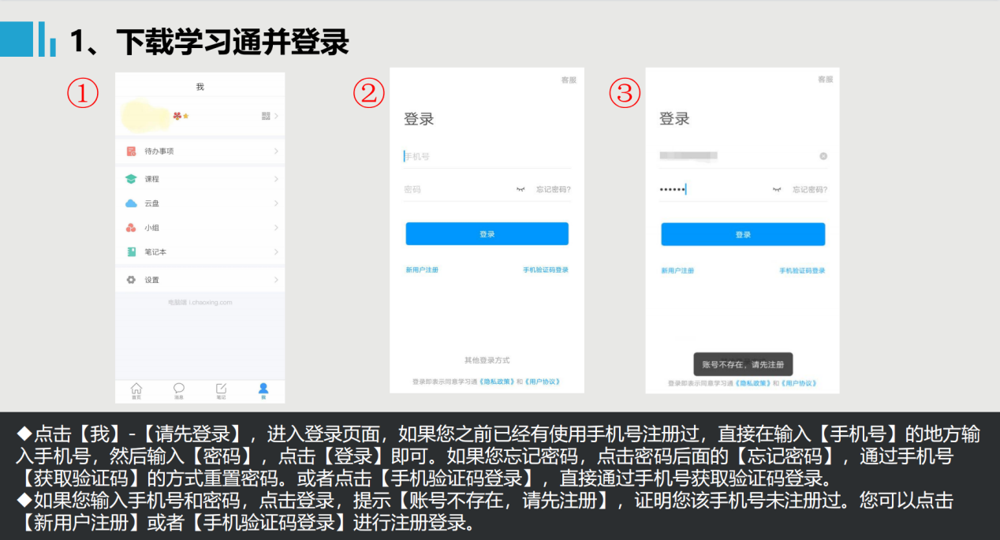 1、下载学习通并登录
①
我
待办事项
课程
云盘
小组
笔记本
设置
电脑端 i.chaoxing.com
首页
消息
笔记
我
②
客服
登录
手机号
密码
忘记密码?
登录
新用户注册
手机验证码登录
其他登录方式
登录即表示同意学习通《隐私政策》和《用户协议》
③
客服
登录
••••••
忘记密码?
登录
新用户注册
手机验证码登录
账号不存在，请先注册
登录即表示同意学习通《隐私政策》和《用户协议》
◆点击【我】-【请先登录】，进入登录页面，如果您之前已经有使用手机号注册过，直接在输入【手机号】的地方输
入手机号，然后输入【密码】，点击【登录】即可。如果您忘记密码，点击密码后面的【忘记密码】，通过手机号
【获取验证码】的方式重置密码。或者点击【手机验证码登录】，直接通过手机号获取验证码登录。
◆如果您输入手机号和密码，点击登录，提示【账号不存在，请先注册】，证明您该手机号未注册过。您可以点击
【新用户注册】或者【手机验证码登录】进行注册登录。